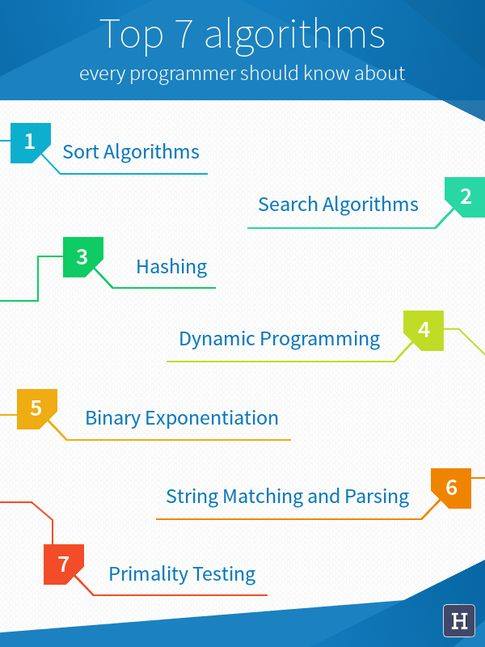 Top 7 algorithms
every programmer should know about
1
Sort Algorithms
2
Search Algorithms
3
Hashing
4
Dynamic Programming
5
Binary Exponentiation
6
String Matching and Parsing
7
Primality Testing
H